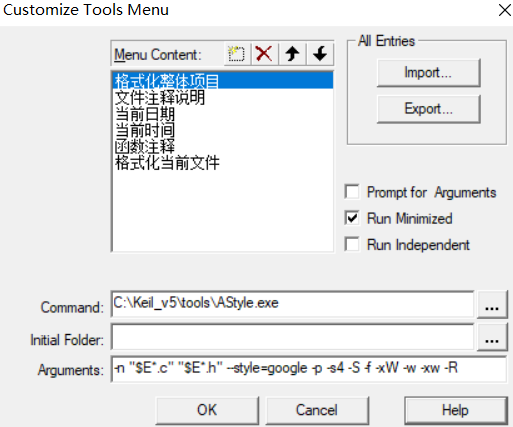 Customize Tools Menu
Menu Content:
格式化整体项目
文件注释说明
当前日期
当前时间
函数注释
格式化当前文件
All Entries
Import...
Export...
Prompt for Arguments
Run Minimized
Run Independent
Command: C:\Keil_v5\tools\AStyle.exe ...
Initial Folder: ...
Arguments: -n "$E*.c" "$E*.h" --style=google -p -s4 -S -f -xW -w -xw -R
OK Cancel Help